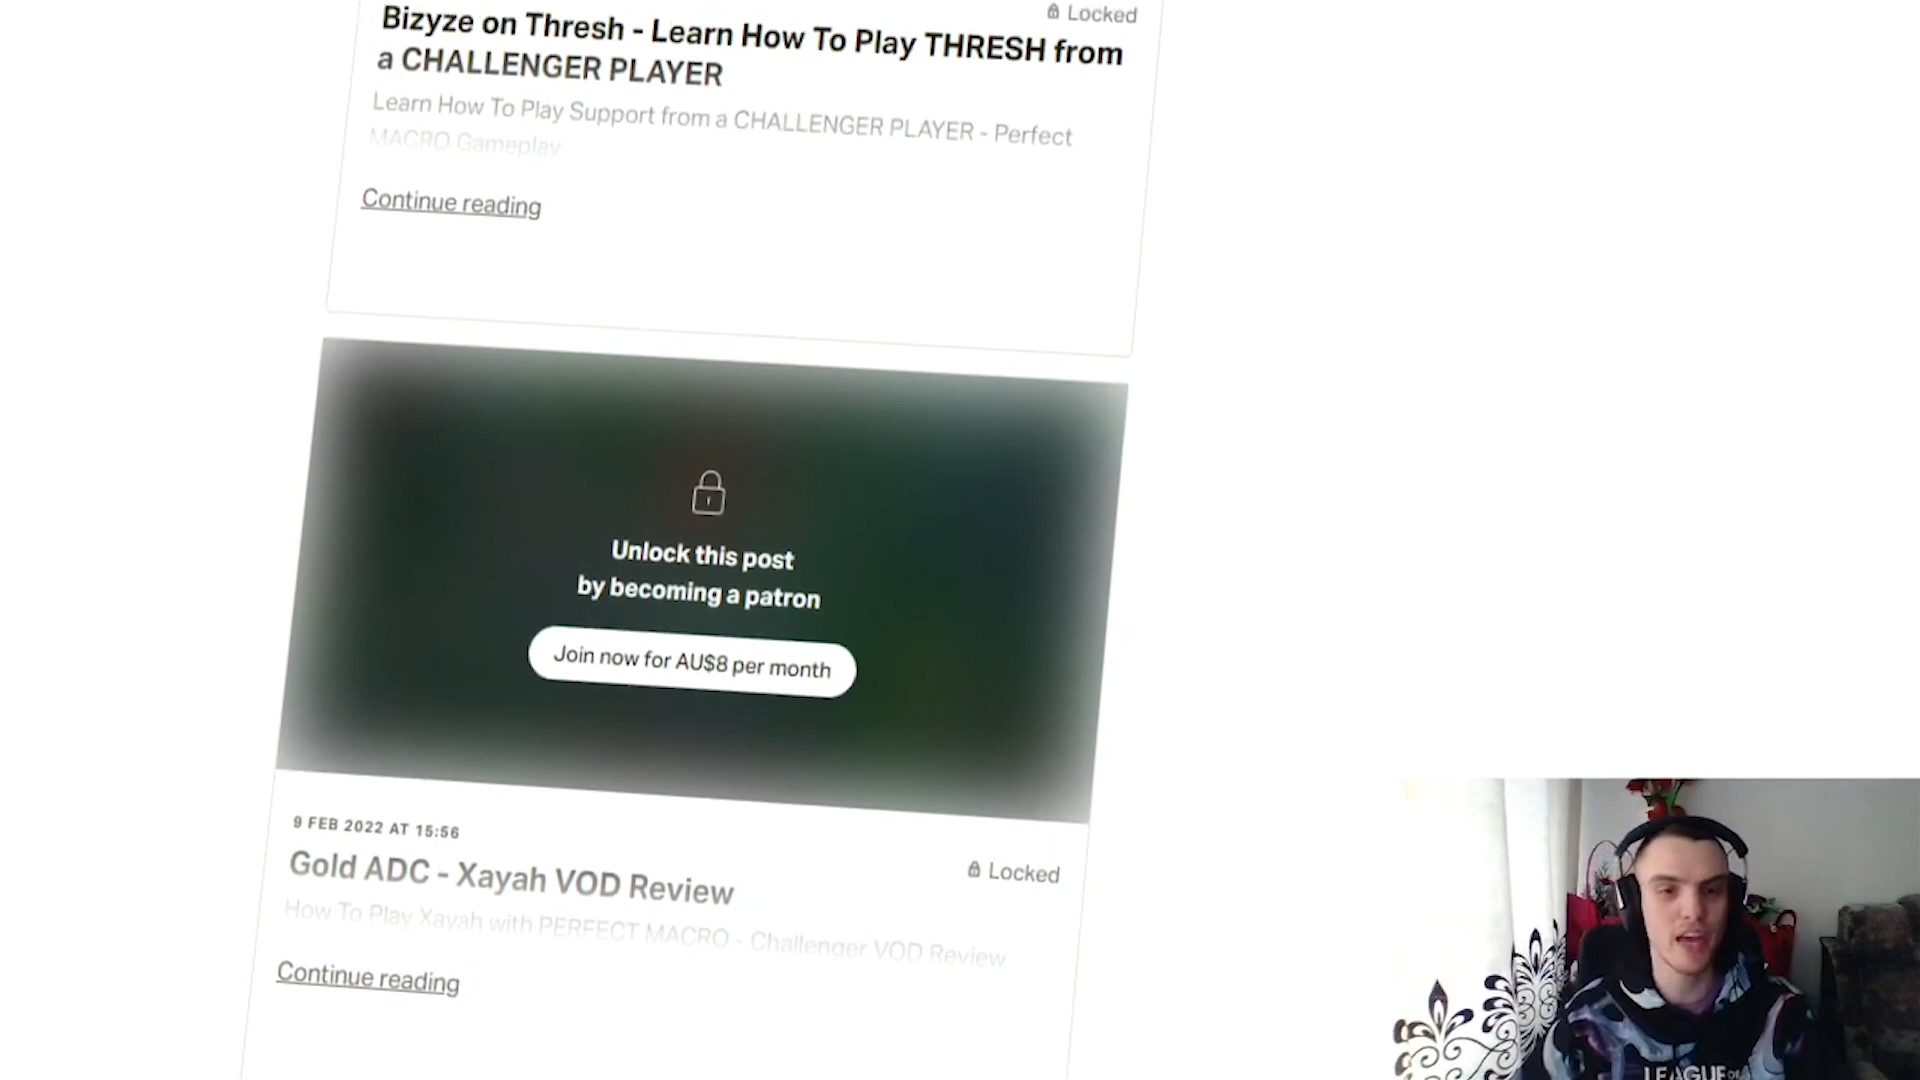 Locked
Bizyze on Thresh - Learn How To Play THRESH from
a CHALLENGER PLAYER
Learn How To Play Support from a CHALLENGER PLAYER - Perfect
MACRO Gameplay
Continue reading
Unlock this post
by becoming a patron
Join now for AU$8 per month
9 FEB 2022 AT 15:56
Gold ADC - Xayah VOD Review
Locked
How To Play Xayah with PERFECT MACRO - Challenger VOD Review
Continue reading
LEAGUE OF